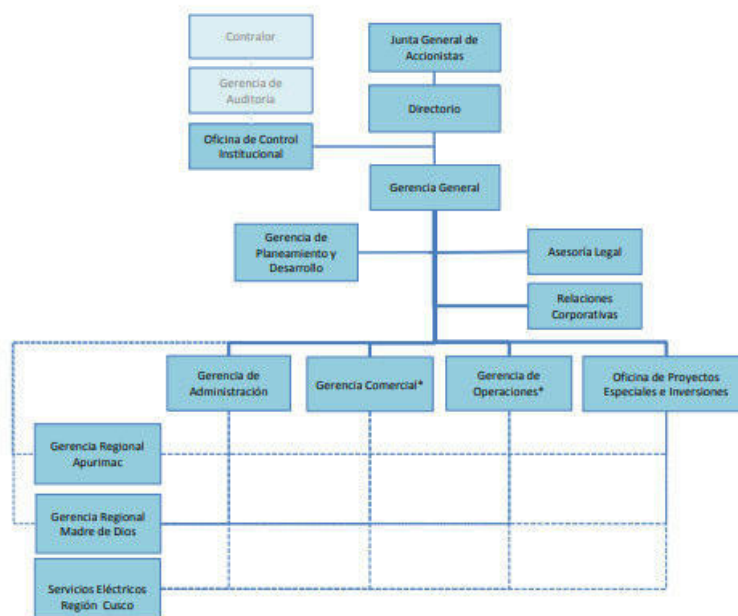 Contralor
Junta General de
Accionistas
Gerencia de
Auditoria
Directorio
Oficina de Control
Institucional
Gerencia General
Gerencia de
Planeamiento y
Desarrollo
Asesoría Legal
Relaciones
Corporativas
Gerencia de
Administración
Gerencia Comercial*
Gerencia de
Operaciones*
Oficina de Proyectos
Especiales e Inversiones
Gerencia Regional
Apurimac
Gerencia Regional
Madre de Dios
Servicios Eléctricos
Región Cusco